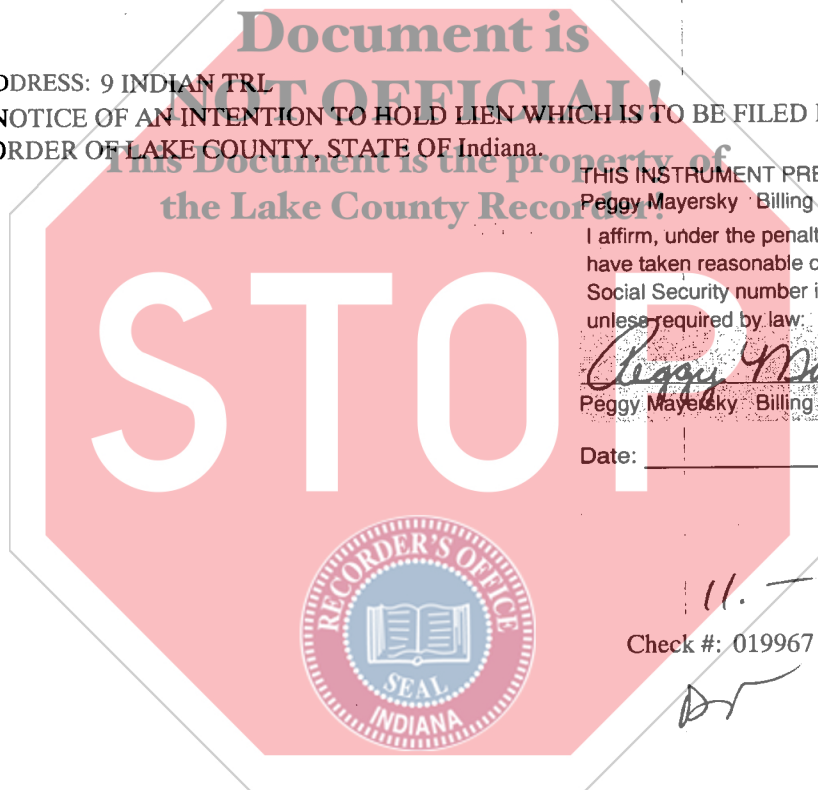 Document is
DDRESS: 9 INDIAN TRL
NOT OFFICIAL!
NOTICE OF AN INTENTION TO HOLD LIEN WHICH IS TO BE FILED
ORDER OF LAKE COUNTY, STATE OF Indiana.
This Document is the property of
the Lake County Recorder!
THIS INSTRUMENT PRE
Peggy Mayersky Billing
I affirm, under the penalt
have taken reasonable c
Social Security number i
unless required by law:
STOP
Peggy
Peggy Mayersky Billing
Date:
RECORDER'S OFFICE
SEAL
INDIANA
11. —
Check #: 019967